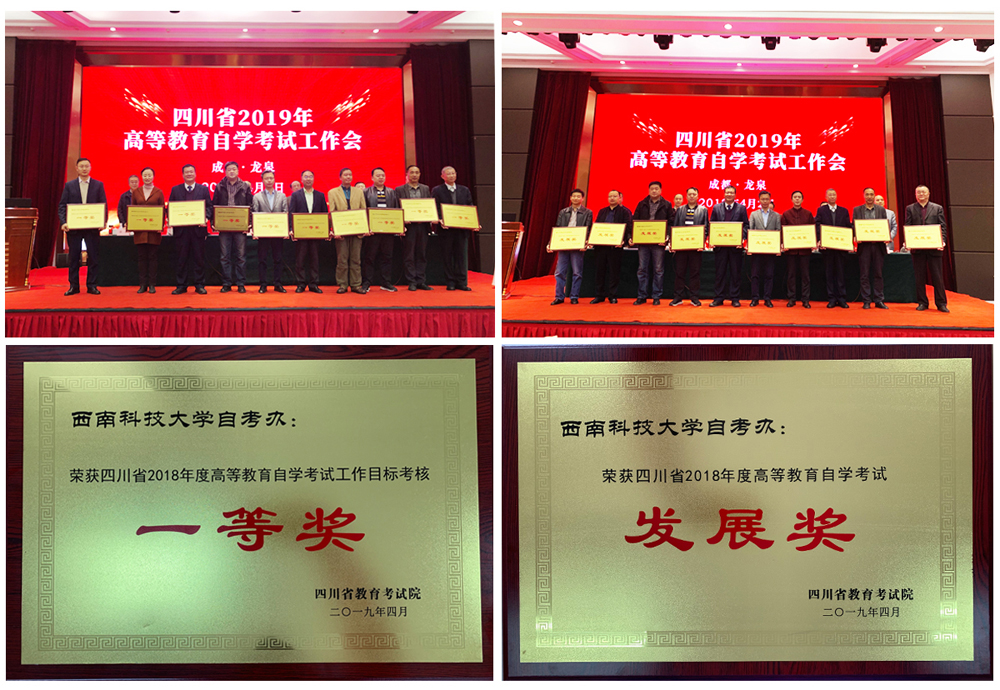 四川省2019年
高等教育自学考试工作会
成都·龙泉
一等奖
四川省2019年
高等教育自学考试工作会
成都·龙泉
发展奖
西南科技大学自考办：
荣获四川省2018年度高等教育自学考试工作目标考核
一等奖
四川省教育考试院
二〇一九年四月
西南科技大学自考办：
荣获四川省2018年度高等教育自学考试
发展奖
四川省教育考试院
二〇一九年四月